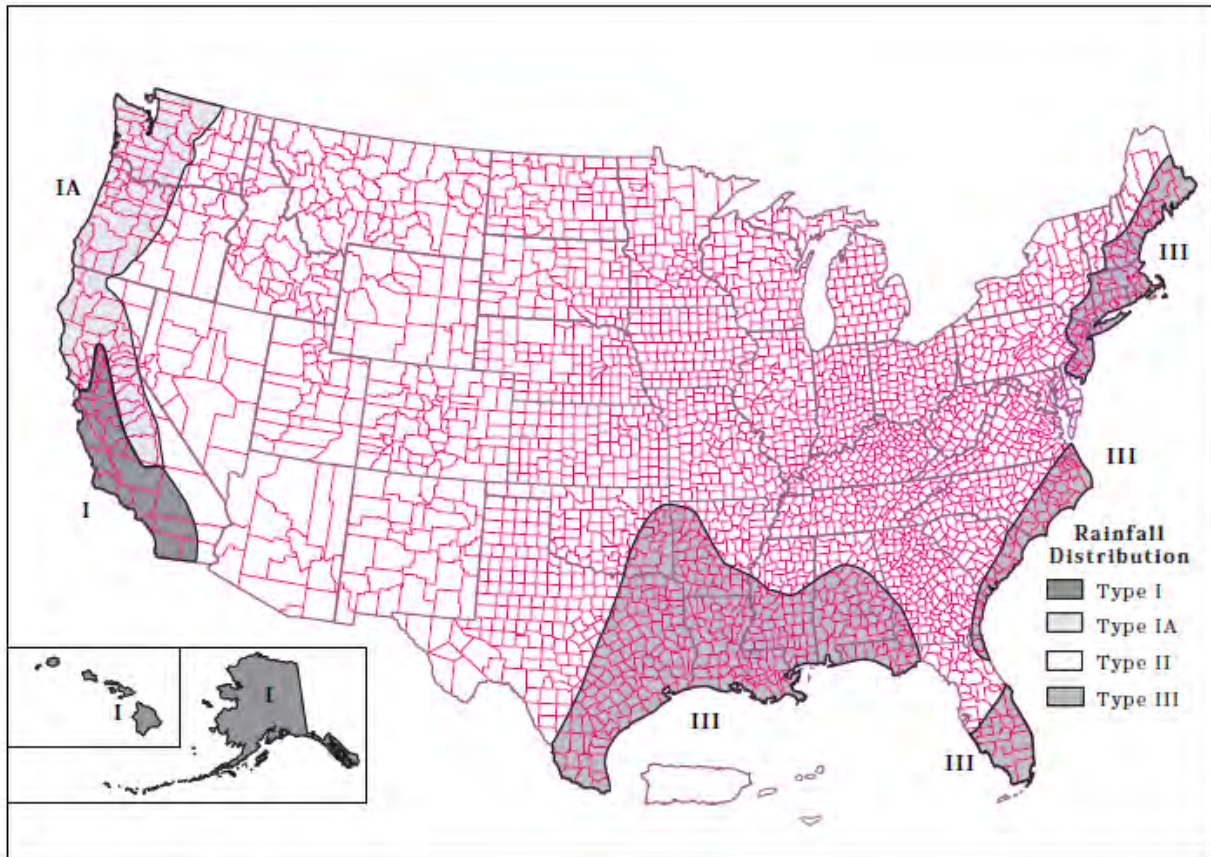 IA
III
III
I
Rainfall
Distribution
Type I
Type IA
Type II
Type III
I
I
III
III